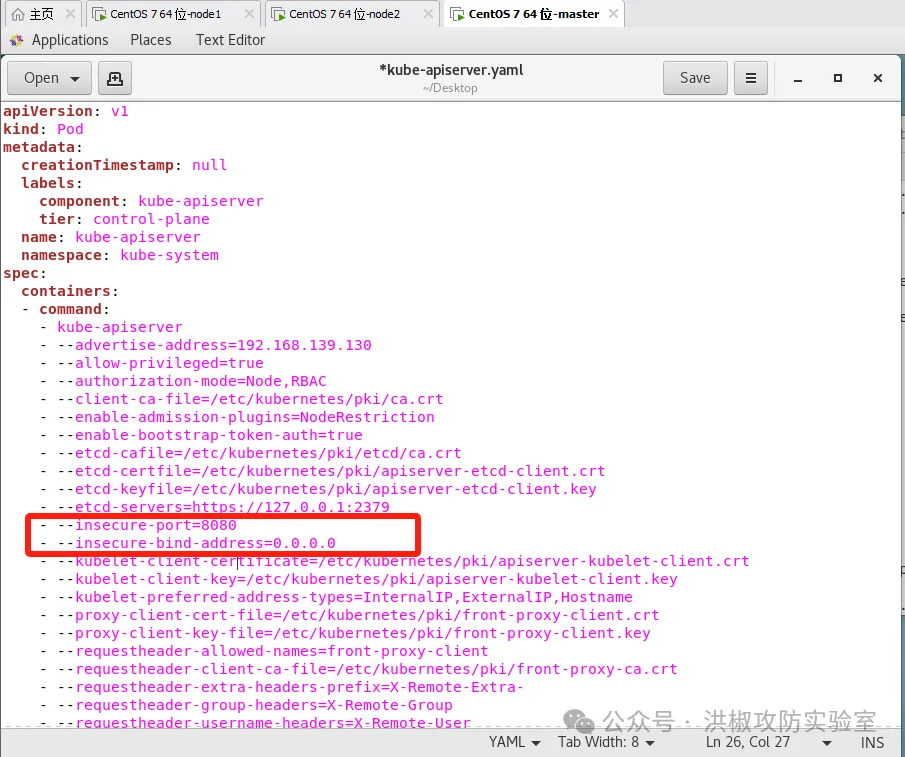 主页
CentOS 7 64 位-node1
CentOS 7 64 位-node2
CentOS 7 64 位-master
Applications Places Text Editor
Open
*kube-apiserver.yaml
~/Desktop
Save
apiVersion: v1
kind: Pod
metadata:
  creationTimestamp: null
  labels:
    component: kube-apiserver
    tier: control-plane
  name: kube-apiserver
  namespace: kube-system
spec:
  containers:
  - command:
    - kube-apiserver
    - --advertise-address=192.168.139.130
    - --allow-privileged=true
    - --authorization-mode=Node,RBAC
    - --client-ca-file=/etc/kubernetes/pki/ca.crt
    - --enable-admission-plugins=NodeRestriction
    - --enable-bootstrap-token-auth=true
    - --etcd-cafile=/etc/kubernetes/pki/etcd/ca.crt
    - --etcd-certfile=/etc/kubernetes/pki/apiserver-etcd-client.crt
    - --etcd-keyfile=/etc/kubernetes/pki/apiserver-etcd-client.key
    - --etcd-servers=https://127.0.0.1:2379
    - --insecure-port=8080
    - --insecure-bind-address=0.0.0.0
    - --kubelet-client-certificate=/etc/kubernetes/pki/apiserver-kubelet-client.crt
    - --kubelet-client-key=/etc/kubernetes/pki/apiserver-kubelet-client.key
    - --kubelet-preferred-address-types=InternalIP,ExternalIP,Hostname
    - --proxy-client-cert-file=/etc/kubernetes/pki/front-proxy-client.crt
    - --proxy-client-key-file=/etc/kubernetes/pki/front-proxy-client.key
    - --requestheader-allowed-names=front-proxy-client
    - --requestheader-client-ca-file=/etc/kubernetes/pki/front-proxy-ca.crt
    - --requestheader-extra-headers-prefix=X-Remote-Extra-
    - --requestheader-group-headers=X-Remote-Group
    - --requestheader-username-headers=X-Remote-User
公众号 · 洪椒攻防实验室
YAML Tab Width: 8 Ln 26, Col 27 INS